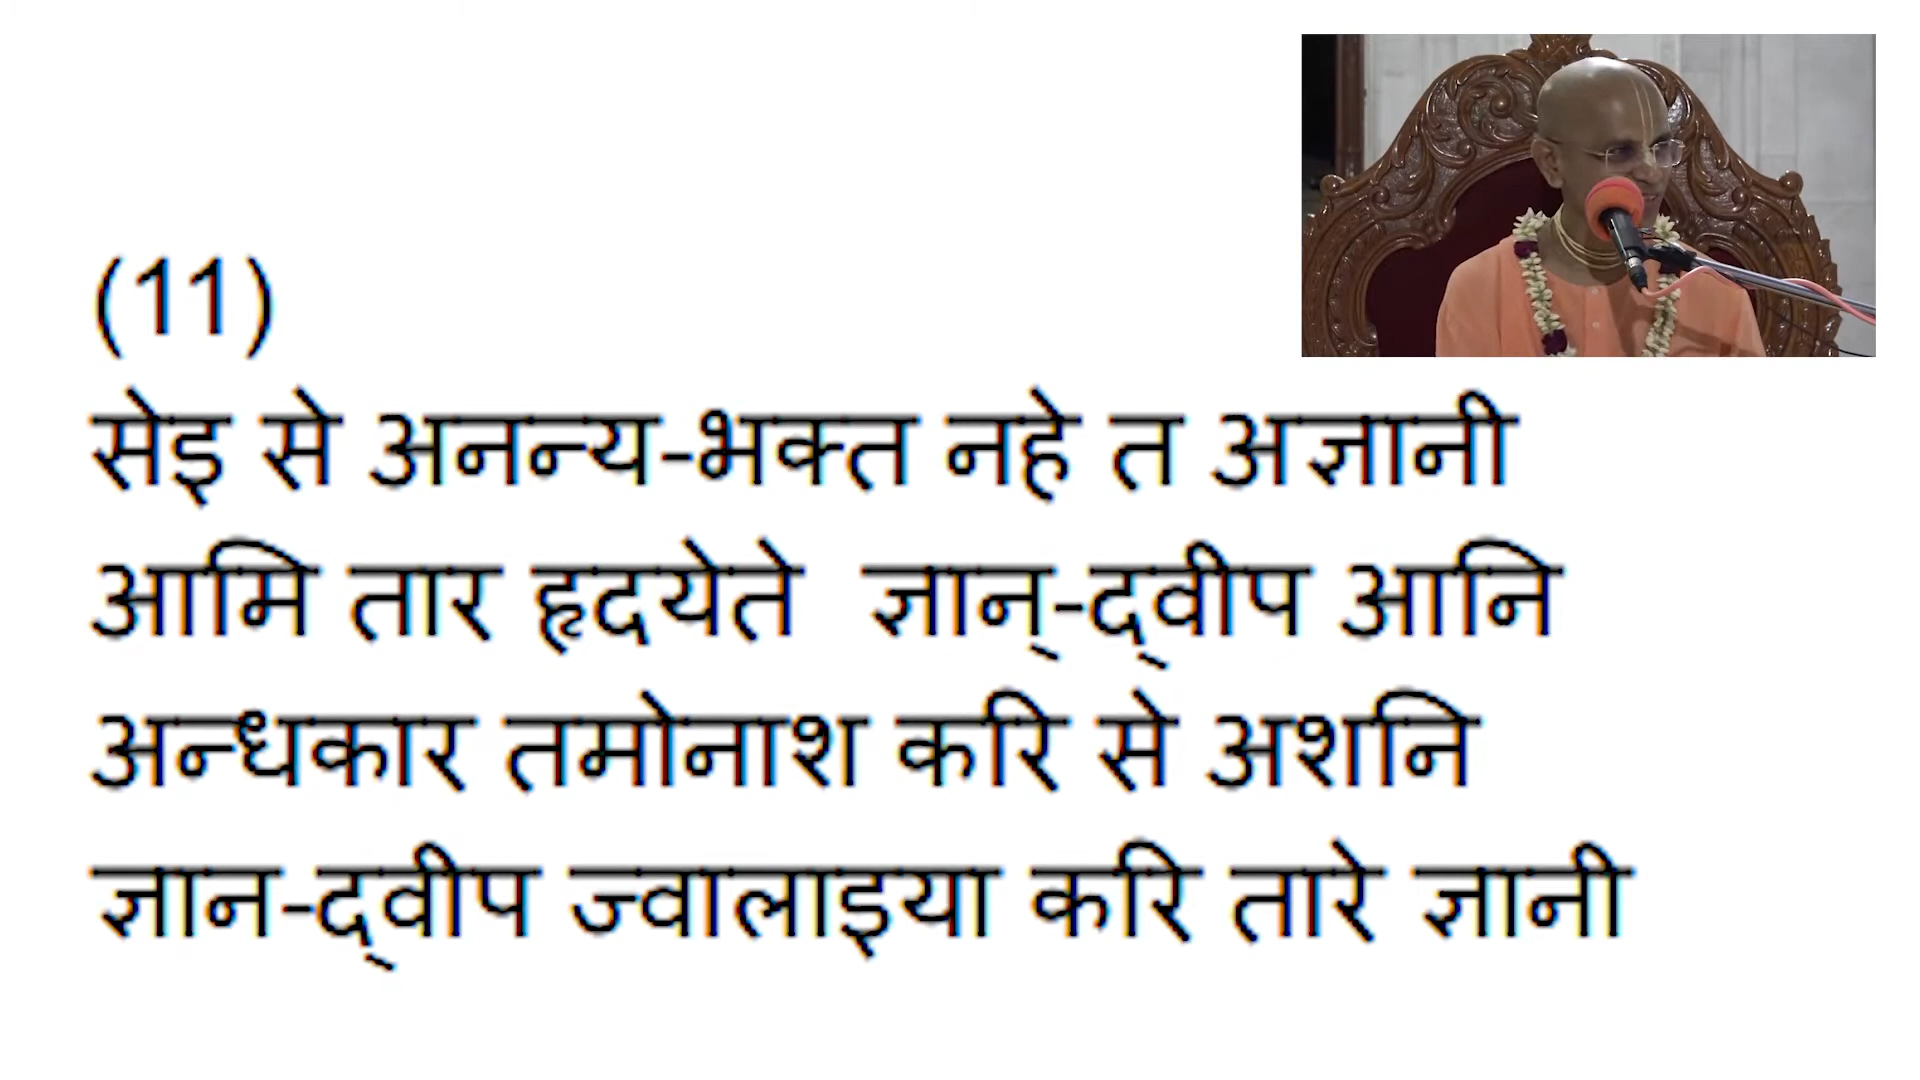 (11)
सेइ से अनन्य-भक्त नहे त अज्ञानी
आमि तार हृदयेते ज्ञान्-द्वीप आनि
अन्धकार तमोनाश करि से अशनि
ज्ञान-द्वीप ज्वालाइया करि तारे ज्ञानी